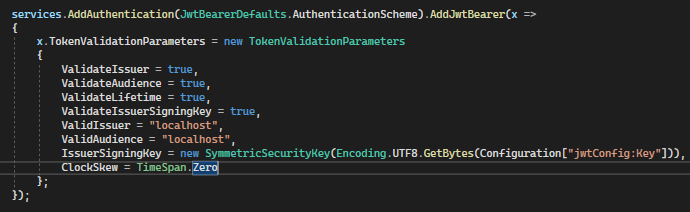 services.AddAuthentication(JwtBearerDefaults.AuthenticationScheme).AddJwtBearer(x =>
{
    x.TokenValidationParameters = new TokenValidationParameters
    {
        ValidateIssuer = true,
        ValidateAudience = true,
        ValidateLifetime = true,
        ValidateIssuerSigningKey = true,
        ValidIssuer = "localhost",
        ValidAudience = "localhost",
        IssuerSigningKey = new SymmetricSecurityKey(Encoding.UTF8.GetBytes(Configuration["jwtConfig:Key"])),
        ClockSkew = TimeSpan.Zero
    };
});